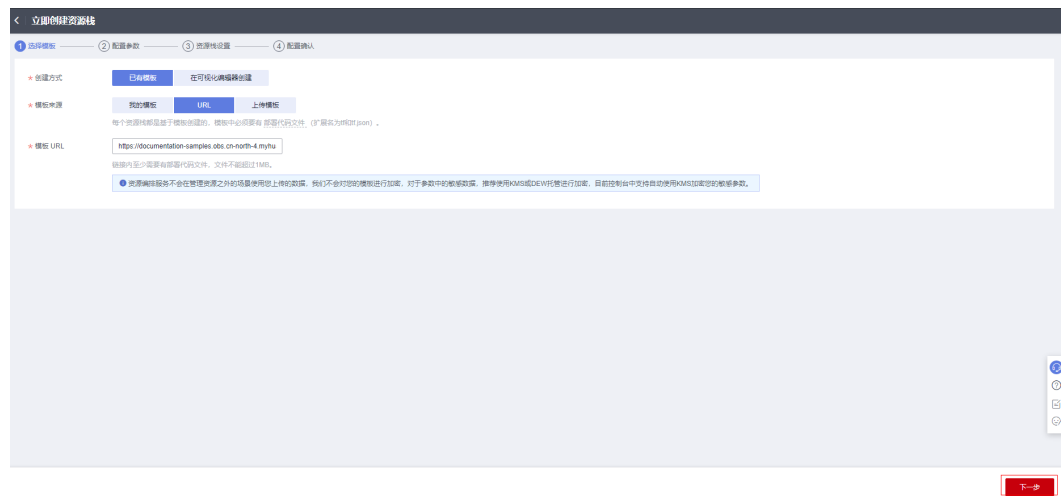 < 立即创建资源栈
1 选择模板 2 配置参数 3 资源栈设置 4 配置确认
* 创建方式 已有模板 在可视化编辑器创建
* 模板来源 我的模板 URL 上传模板
每个资源栈都是基于模板创建的，模板中必须要有 部署代码文件 （扩展名为tf和tf.json）。
* 模板 URL https://documentation-samples.obs.cn-north-4.myhu
链接内至少需要有部署代码文件，文件不能超过1MB。
资源编排服务不会在管理资源之外的场景使用您上传的数据，我们不会对您的模板进行加密，对于参数中的敏感数据，推荐使用KMS或DEW托管进行加密，目前控制台中支持自动使用KMS加密您的敏感参数。
下一步